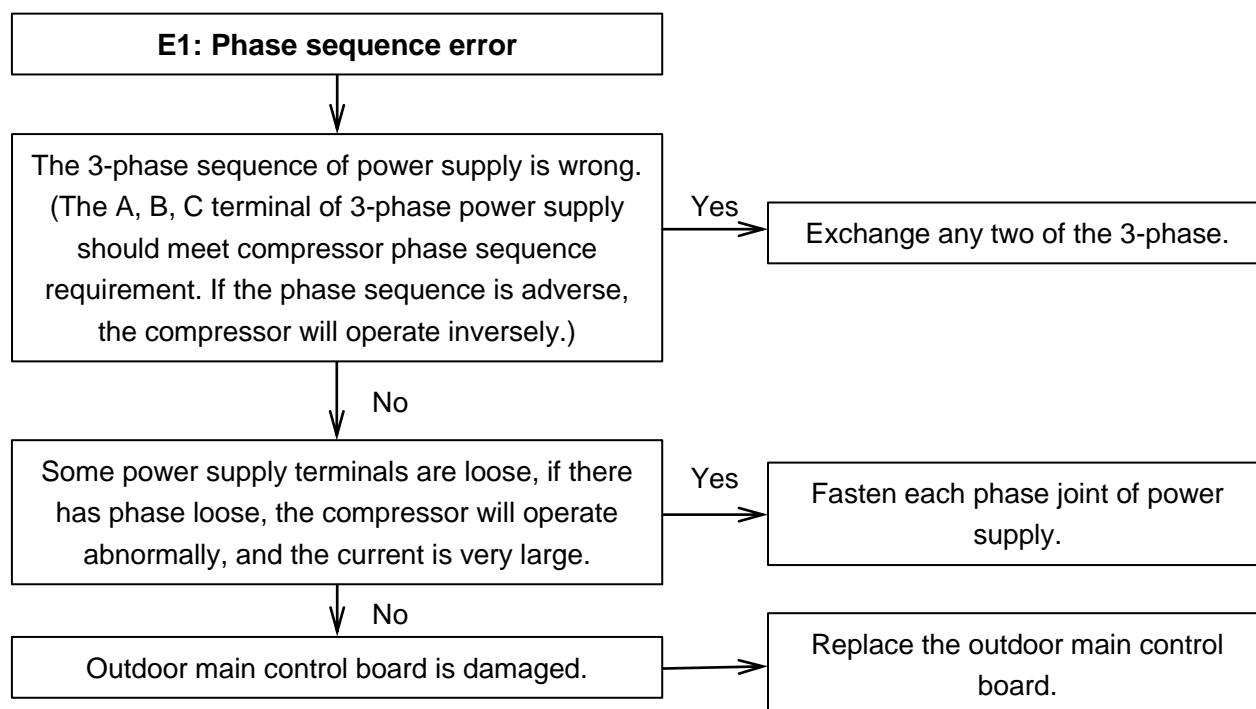 E1: Phase sequence error
The 3-phase sequence of power supply is wrong.
(The A, B, C terminal of 3-phase power supply
should meet compressor phase sequence
requirement. If the phase sequence is adverse,
the compressor will operate inversely.)
Yes
Exchange any two of the 3-phase.
No
Some power supply terminals are loose, if there
has phase loose, the compressor will operate
abnormally, and the current is very large.
Yes
Fasten each phase joint of power
supply.
No
Outdoor main control board is damaged.
Replace the outdoor main control
board.